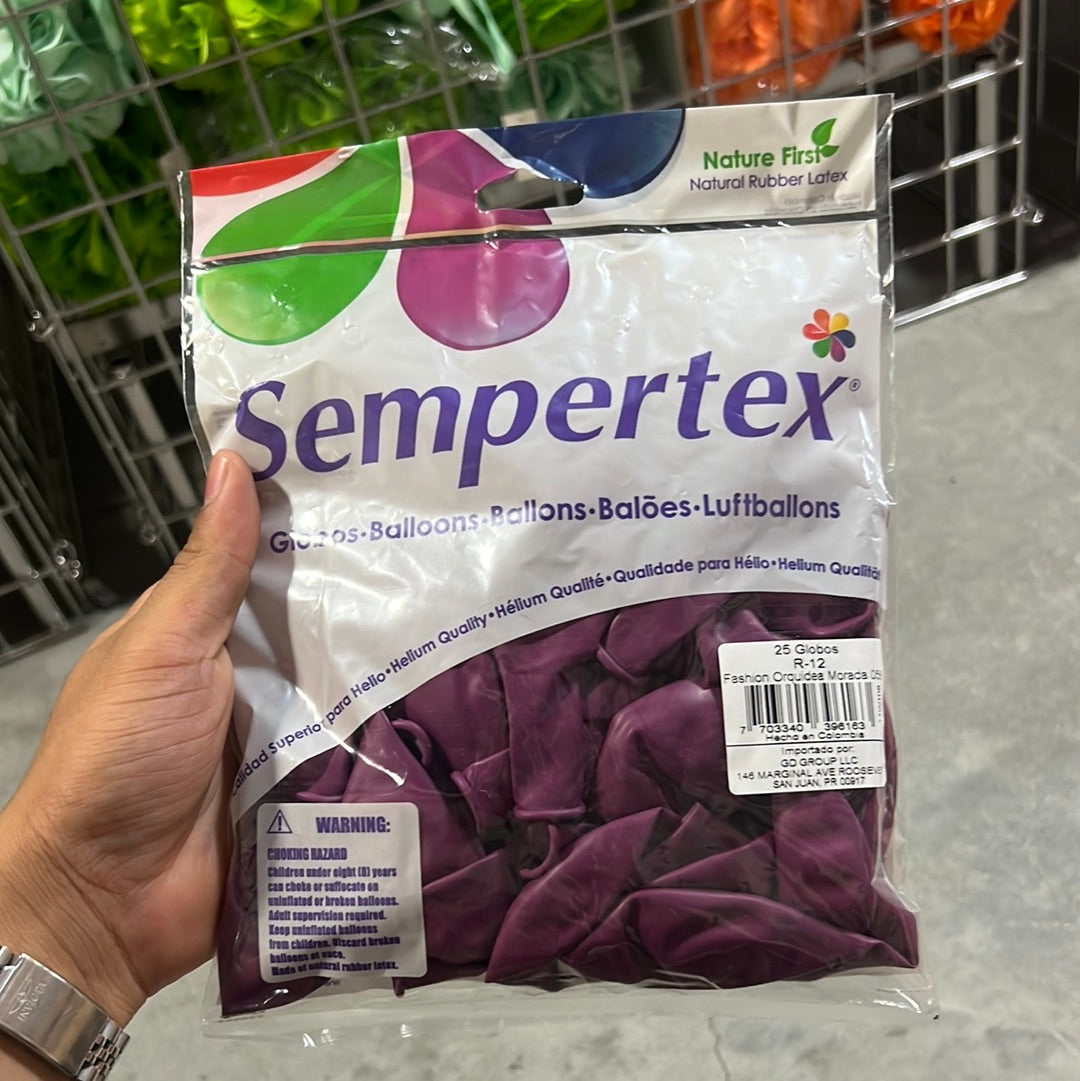 Nature First
Natural Rubber Latex
Sempertex®
Globos•Balloons•Ballons•Balões•Luftballons
Calidad Superior para Helio•Helium Quality•Hélium Qualité•Qualidade para Hélio•Helium Qualität
25 Globos
R-12
Fashion Orquidea Morada 05
7 703340 396163
Hecho en Colombia
Importado por:
GD GROUP LLC
146 MARGINAL AVE ROOSEVE
SAN JUAN, PR 00917
WARNING:
CHOKING HAZARD
Children under eight (8) years
can choke or suffocate on
uninflated or broken balloons.
Adult supervision required.
Keep uninflated balloons
from children. Discard broken
balloons at once.
Made of natural rubber latex.